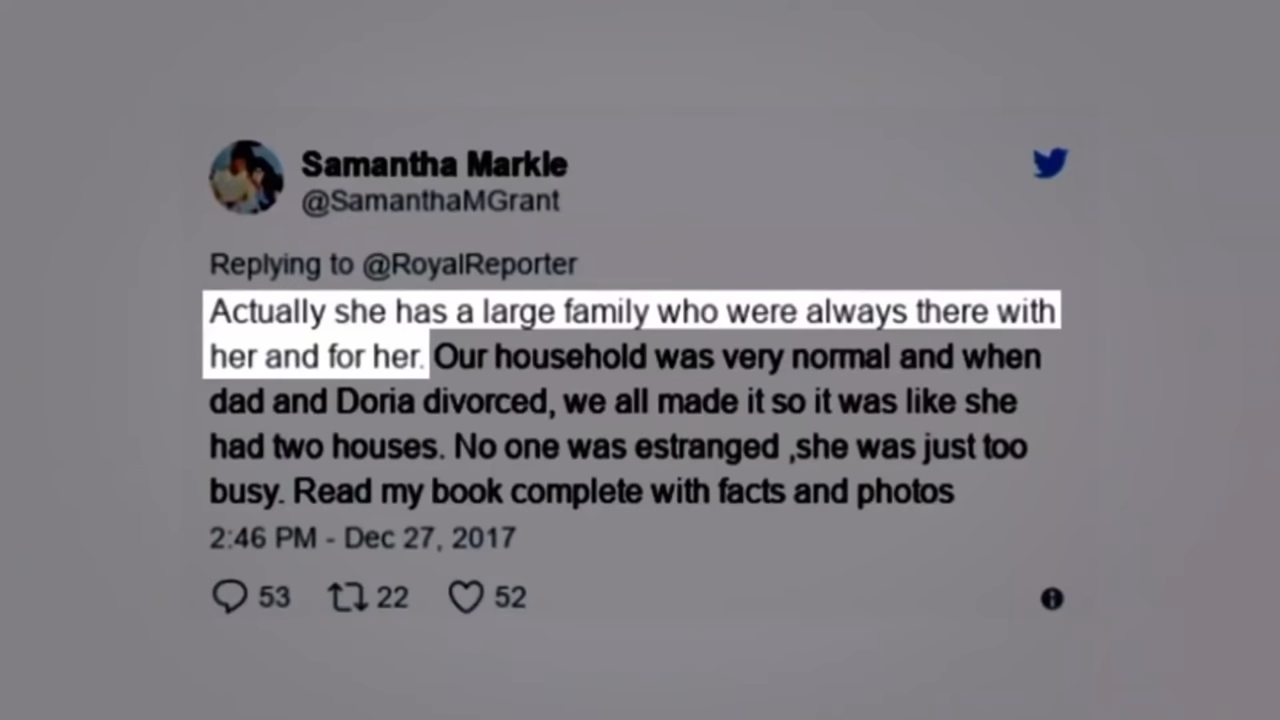 Samantha Markle
@SamanthaMGrant
Replying to @RoyalReporter
Actually she has a large family who were always there with
her and for her. Our household was very normal and when
dad and Doria divorced, we all made it so it was like she
had two houses. No one was estranged ,she was just too
busy. Read my book complete with facts and photos
2:46 PM - Dec 27, 2017
53 22 52